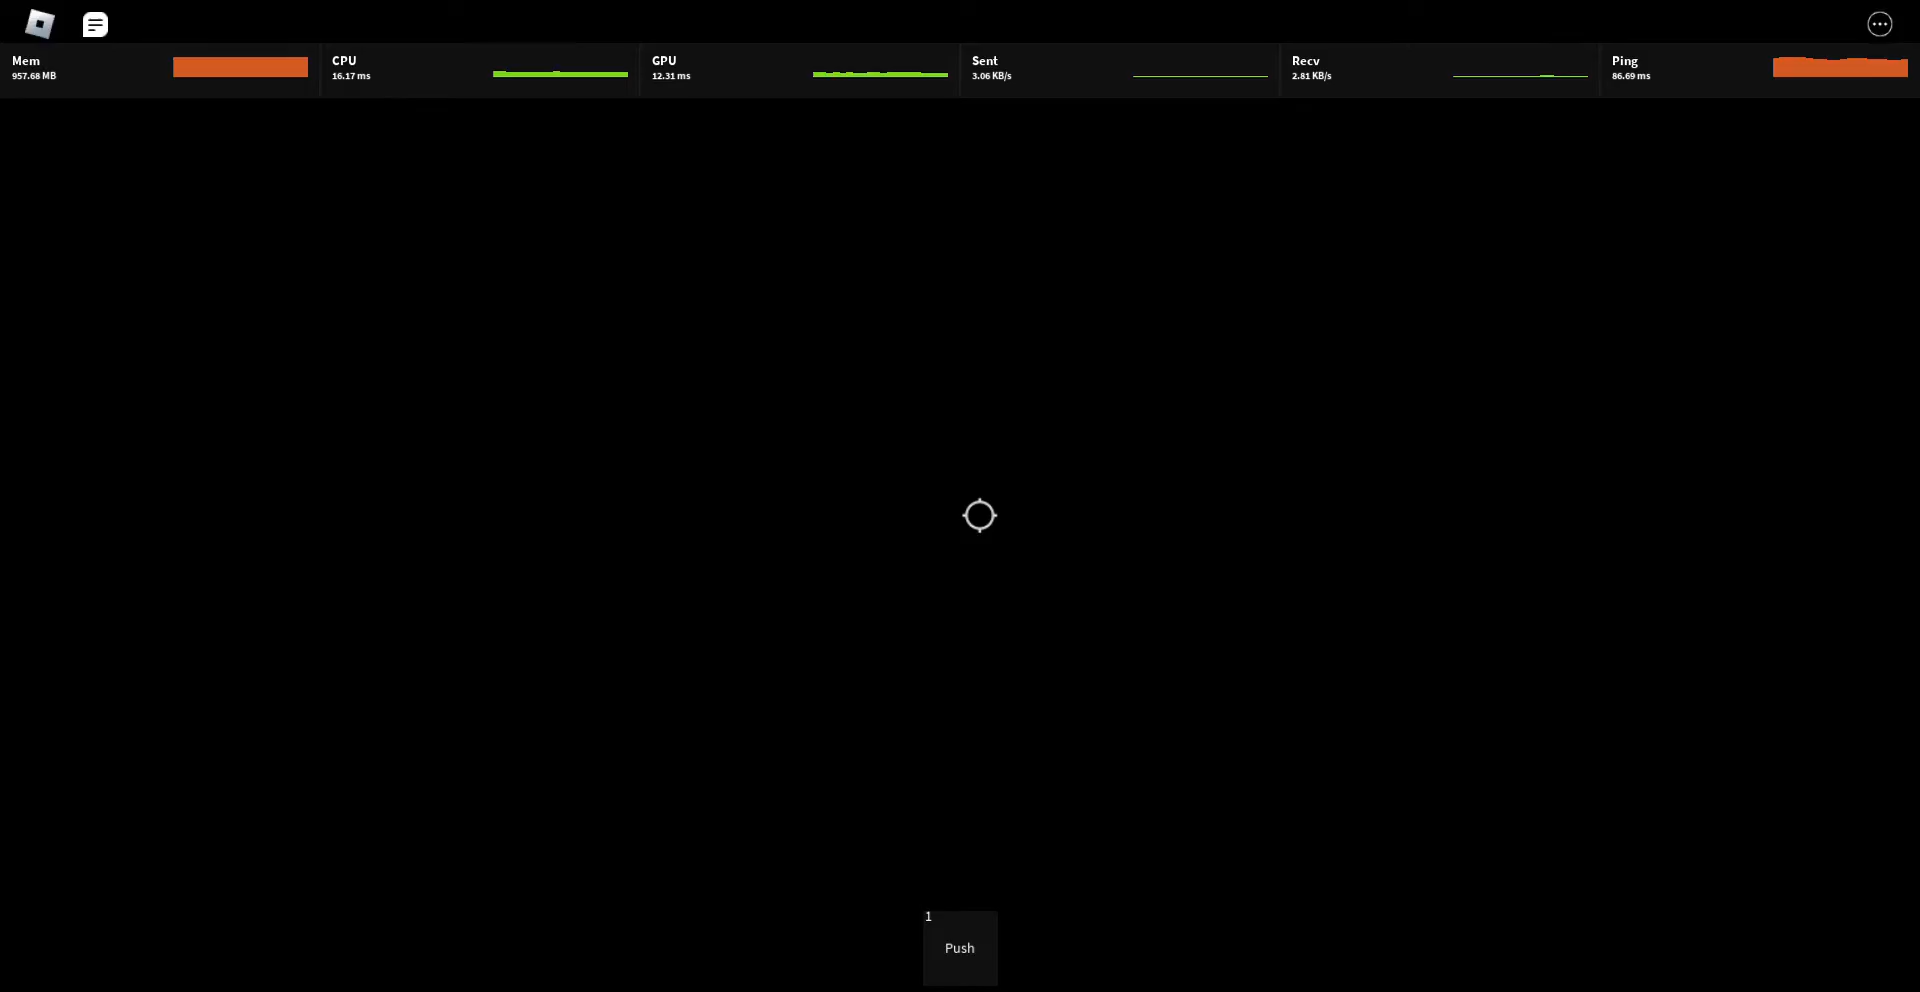 Mem
957.68 MB
CPU
16.17 ms
GPU
12.31 ms
Sent
3.06 KB/s
Recv
2.81 KB/s
Ping
86.69 ms
1
Push